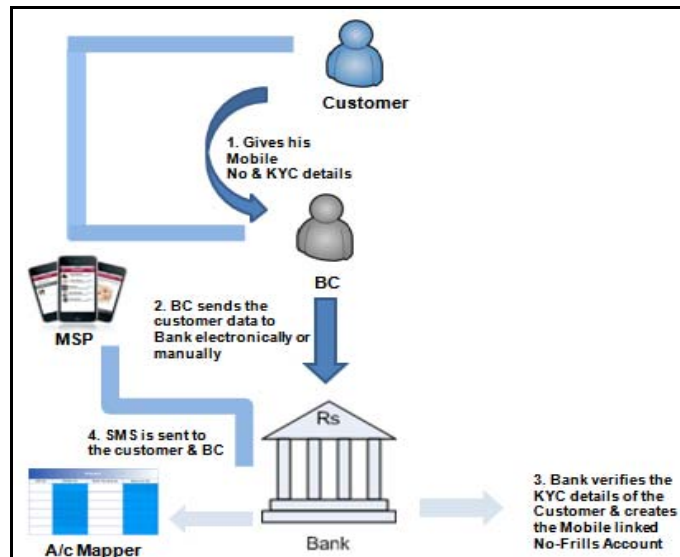 Customer
1. Gives his
Mobile
No & KYC details
BC
MSP
2. BC sends the
customer data to
Bank electronically or
manually
Rs
4. SMS is sent to
the customer & BC
3. Bank verifies the
KYC details of the
Customer & creates
the Mobile linked
No-Frills Account
Bank
A/c Mapper